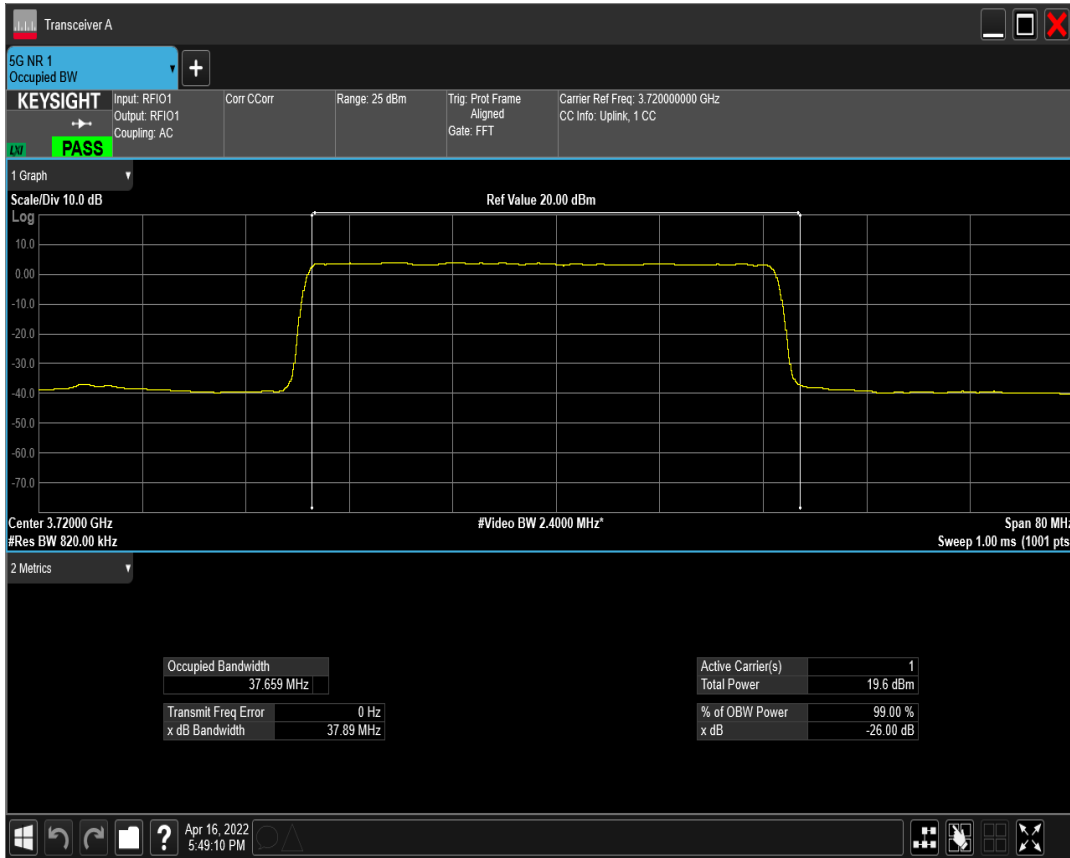 Transceiver A
5G NR 1
Occupied BW
KEYSIGHT
Input: RFIO1
Output: RFIO1
Coupling: AC
Corr CCorr
Range: 25 dBm
Trig: Prot Frame
Aligned
Gate: FFT
Carrier Ref Freq: 3.720000000 GHz
CC Info: Uplink, 1 CC
LXI
PASS
1 Graph
Scale/Div 10.0 dB
Ref Value 20.00 dBm
Log
10.0
0.00
-10.0
-20.0
-30.0
-40.0
-50.0
-60.0
-70.0
Center 3.72000 GHz
#Video BW 2.4000 MHz*
Span 80 MHz
#Res BW 820.00 kHz
Sweep 1.00 ms (1001 pts
2 Metrics
Occupied Bandwidth
37.659 MHz
Transmit Freq Error 0 Hz
x dB Bandwidth 37.89 MHz
Active Carrier(s) 1
Total Power 19.6 dBm
% of OBW Power 99.00 %
x dB -26.00 dB
?
Apr 16, 2022
5:49:10 PM